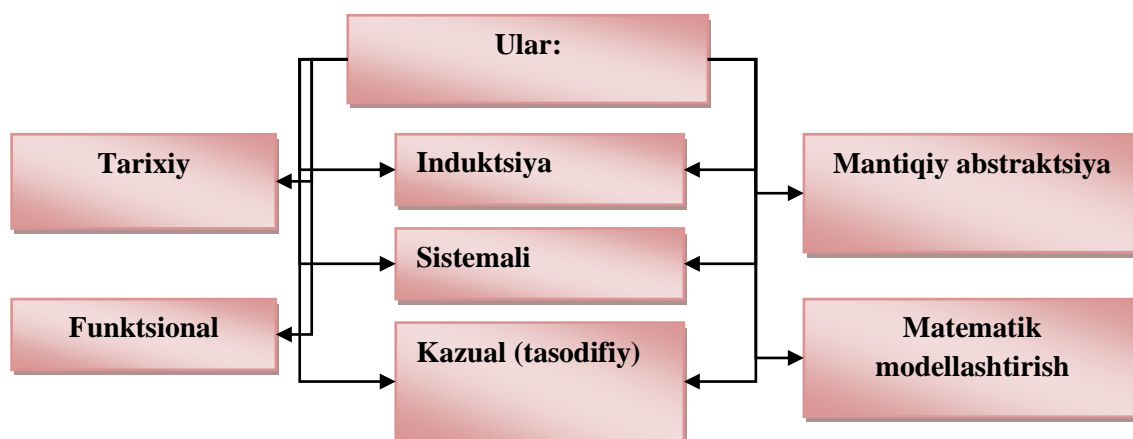 Ular:
Tarixiy
Induktsiya
Mantiqiy abstraktsiya
Sistemali
Funktsional
Kazual (tasodifiy)
Matematik
modellashtirish